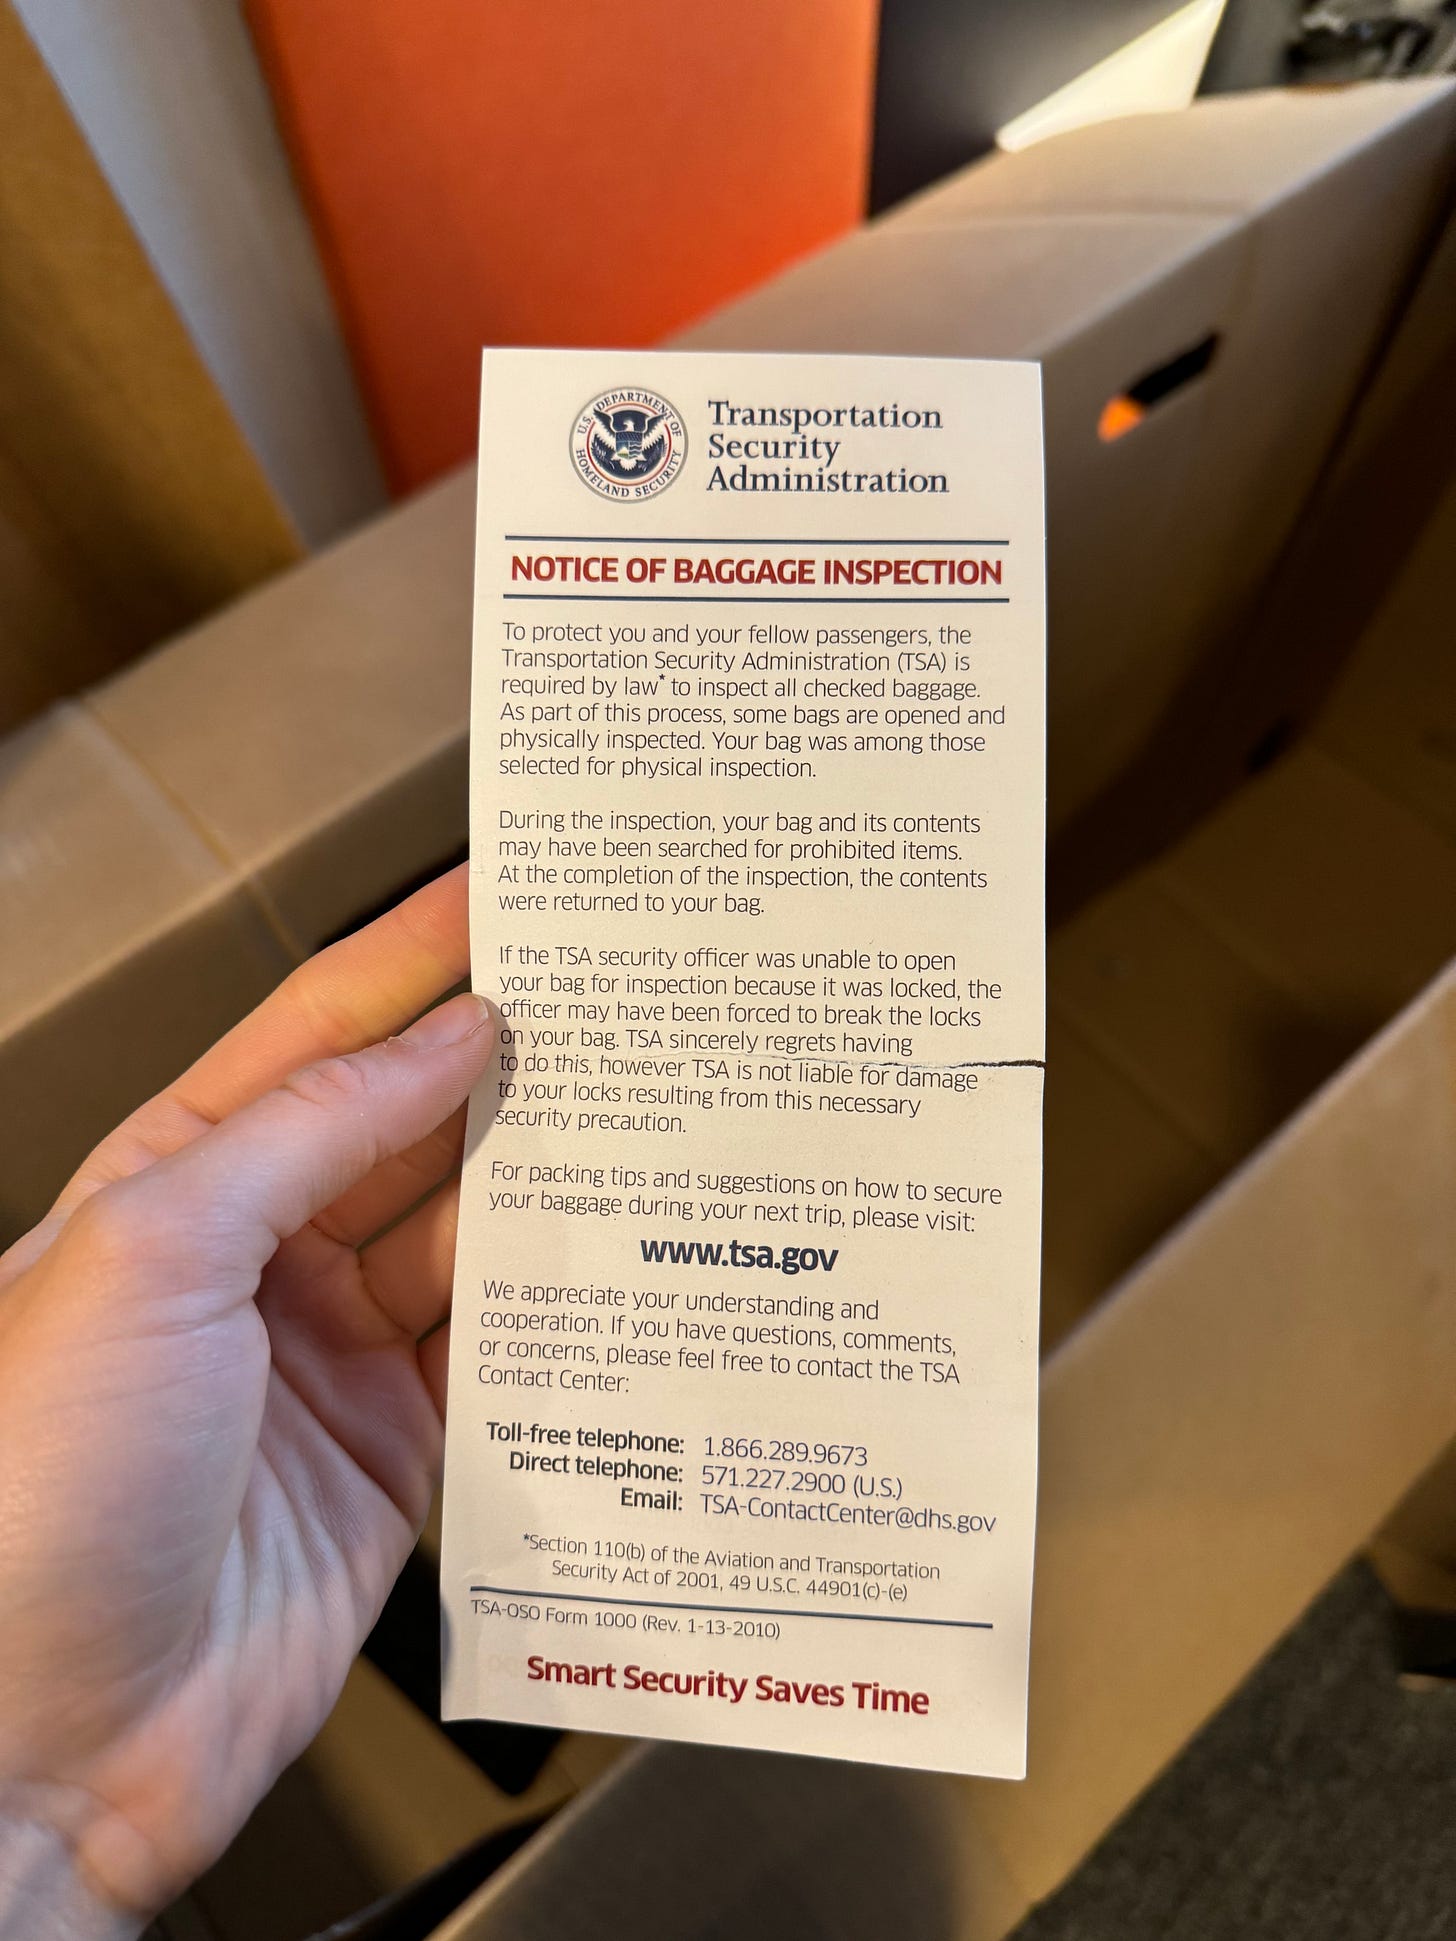 U.S. DEPARTMENT OF
HOMELAND SECURITY
Transportation
Security
Administration
NOTICE OF BAGGAGE INSPECTION
To protect you and your fellow passengers, the
Transportation Security Administration (TSA) is
required by law* to inspect all checked baggage.
As part of this process, some bags are opened and
physically inspected. Your bag was among those
selected for physical inspection.
During the inspection, your bag and its contents
may have been searched for prohibited items.
At the completion of the inspection, the contents
were returned to your bag.
If the TSA security officer was unable to open
your bag for inspection because it was locked, the
officer may have been forced to break the locks
on your bag. TSA sincerely regrets having
to do this, however TSA is not liable for damage
to your locks resulting from this necessary
security precaution.
For packing tips and suggestions on how to secure
your baggage during your next trip, please visit:
www.tsa.gov
We appreciate your understanding and
cooperation. If you have questions, comments,
or concerns, please feel free to contact the TSA
Contact Center:
Toll-free telephone: 1.866.289.9673
Direct telephone: 571.227.2900 (U.S.)
Email: TSA-ContactCenter@dhs.gov
*Section 110(b) of the Aviation and Transportation
Security Act of 2001, 49 U.S.C. 44901(c)-(e)
TSA-OSO Form 1000 (Rev. 1-13-2010)
Smart Security Saves Time